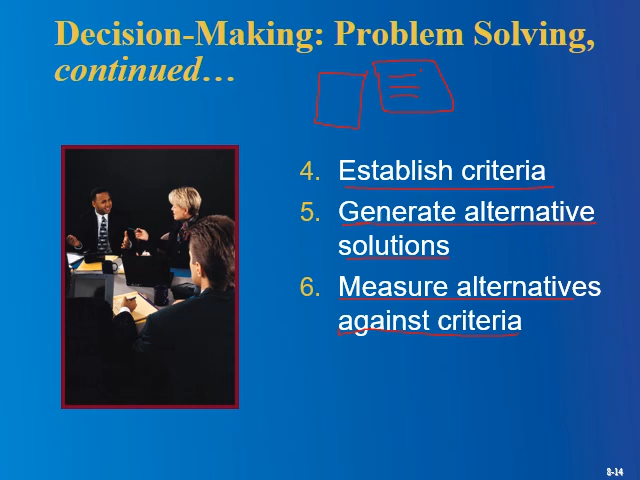 Decision-Making: Problem Solving,
continued…
4. Establish criteria
5. Generate alternative
solutions
6. Measure alternatives
against criteria
8-14